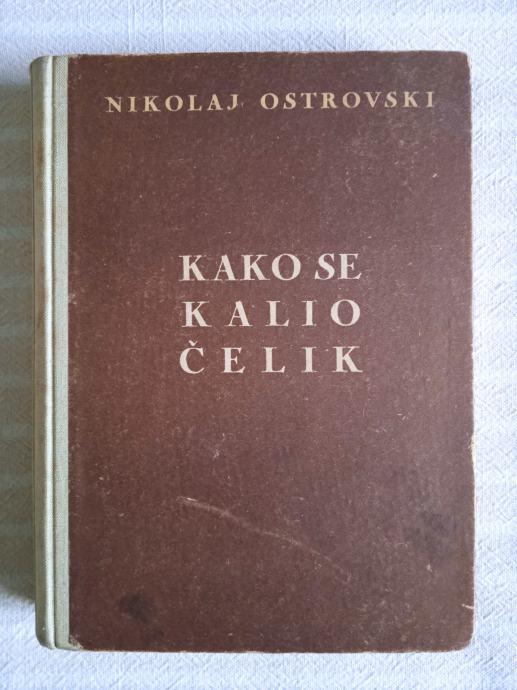 NIKOLAJ OSTROVSKI
KAKO SE
KALIO
ČELIK